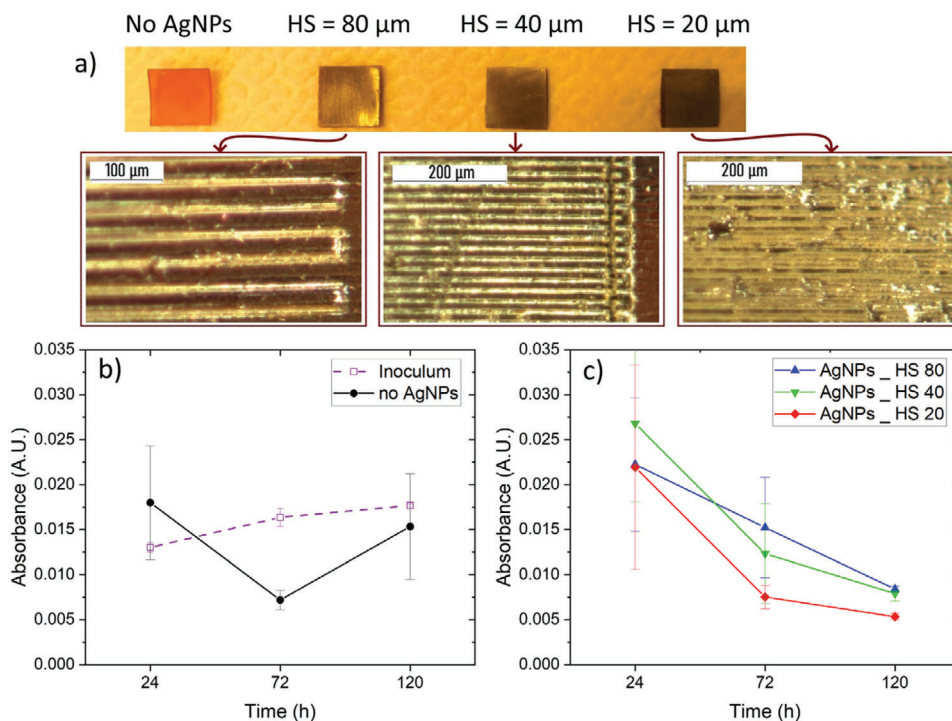 No AgNPs HS = 80 µm HS = 40 µm HS = 20 µm
a)
100 µm 200 µm 200 µm
b) c)
0.035
0.030
0.025
0.020
0.015
0.010
0.005
0.000
Absorbance (A.U.)
Inoculum
no AgNPs
24 72 120
Time (h)
0.035
0.030
0.025
0.020
0.015
0.010
0.005
0.000
Absorbance (A.U.)
AgNPs _ HS 80
AgNPs _ HS 40
AgNPs _ HS 20
24 72 120
Time (h)